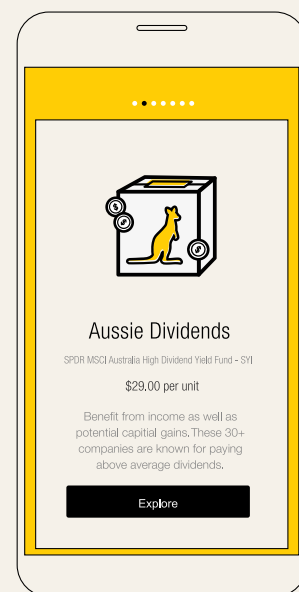 $
$
$
Aussie Dividends
SPDR MSCI Australia High Dividend Yield Fund - SYI
$29.00 per unit
Benefit from income as well as
potential capitial gains. These 30+
companies are known for paying
above average dividends.
Explore